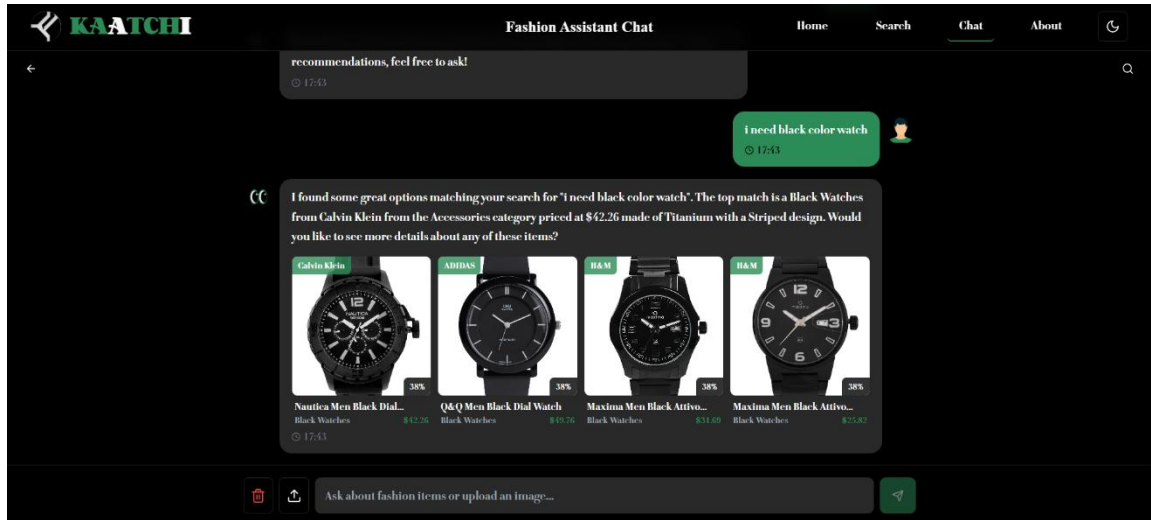 KAATCHI
Fashion Assistant Chat
Home
Search
Chat
About
recommendations, feel free to ask!
17:43
i need black color watch
17:43
I found some great options matching your search for "i need black color watch". The top match is a Black Watches
from Calvin Klein from the Accessories category priced at $42.26 made of Titanium with a Striped design. Would
you like to see more details about any of these items?
Calvin Klein
ADIDAS
H&M
H&M
NAUTICA
12
Q&Q
12
9
3
6
38%
38%
38%
38%
Nautica Men Black Dial...
Q&Q Men Black Dial Watch
Maxima Men Black Attivo...
Maxima Men Black Attivo...
Black Watches
$42.26
Black Watches
$49.76
Black Watches
$31.69
Black Watches
$25.82
17:43
Ask about fashion items or upload an image...